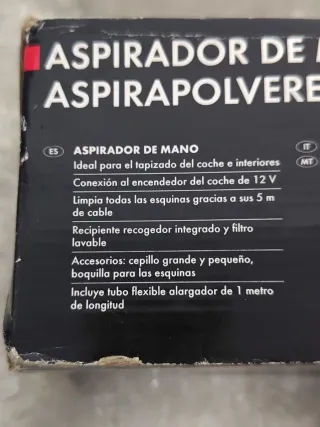 ASPIRADOR DE
ASPIRAPOLVERE
ES ASPIRADOR DE MANO
Ideal para el tapizado del coche e interiores
Conexión al encendedor del coche de 12 V
Limpia todas las esquinas gracias a sus 5 m
de cable
Recipiente recogedor integrado y filtro
lavable
Accesorios: cepillo grande y pequeño,
boquilla para las esquinas
Incluye tubo flexible alargador de 1 metro
de longitud
IT
MT